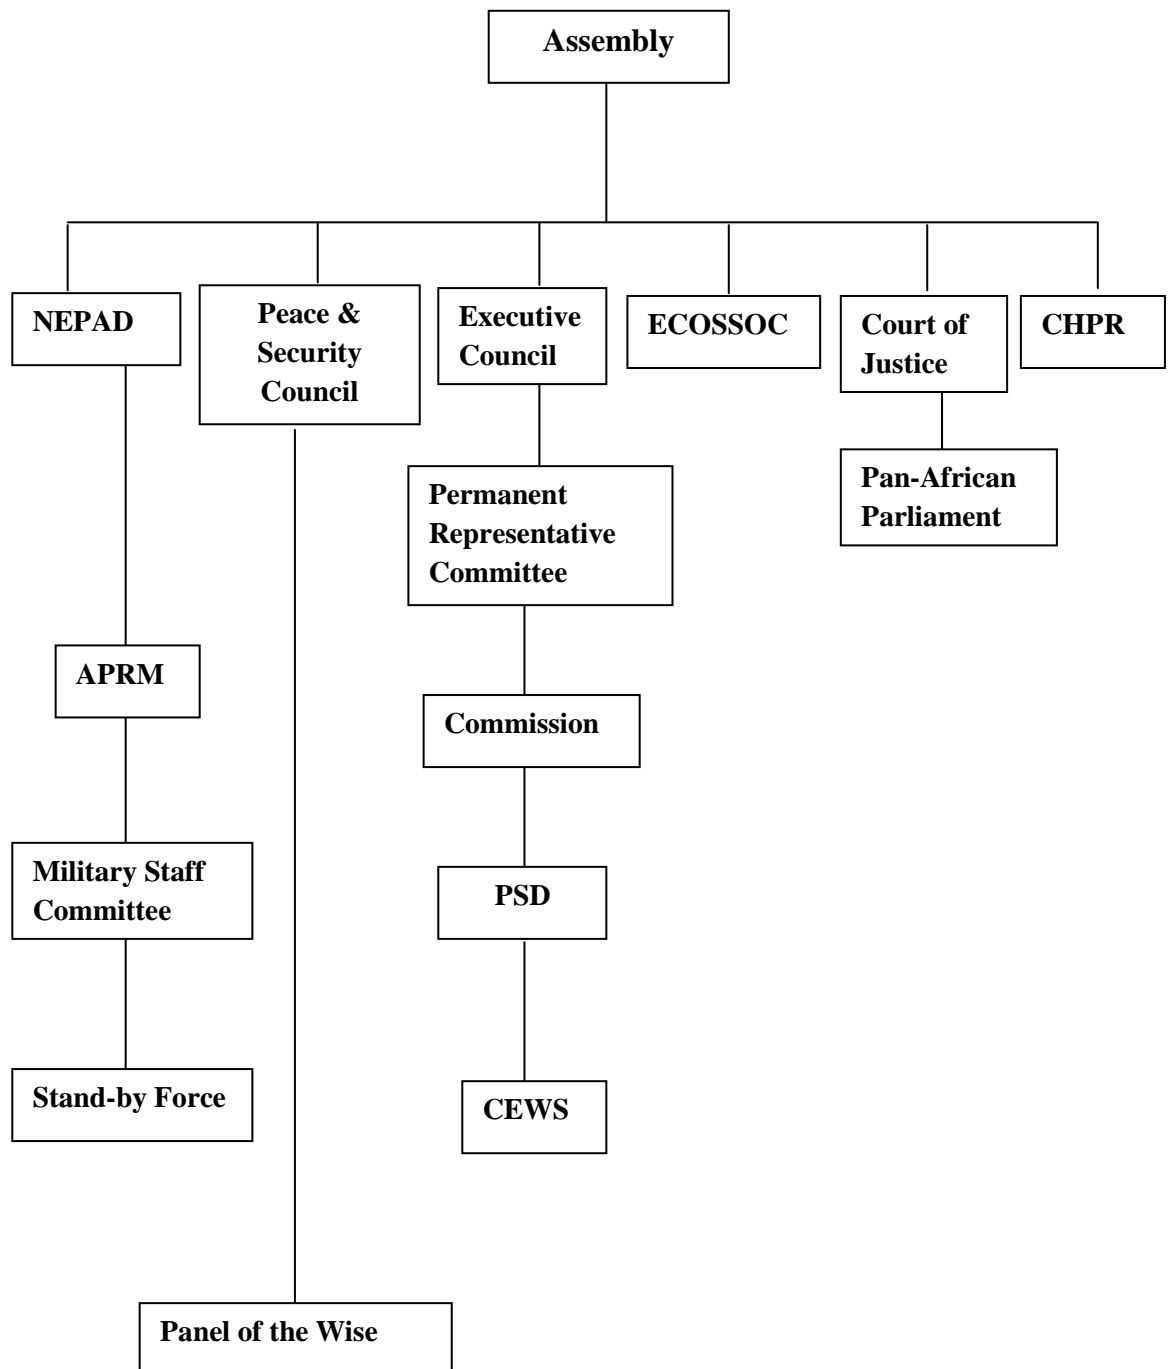 Assembly
NEPAD
Peace &
Security
Council
Executive
Council
ECOSSOC
Court of
Justice
CHPR
Permanent
Representative
Committee
Pan-African
Parliament
APRM
Commission
Military Staff
Committee
PSD
Stand-by Force
CEWS
Panel of the Wise